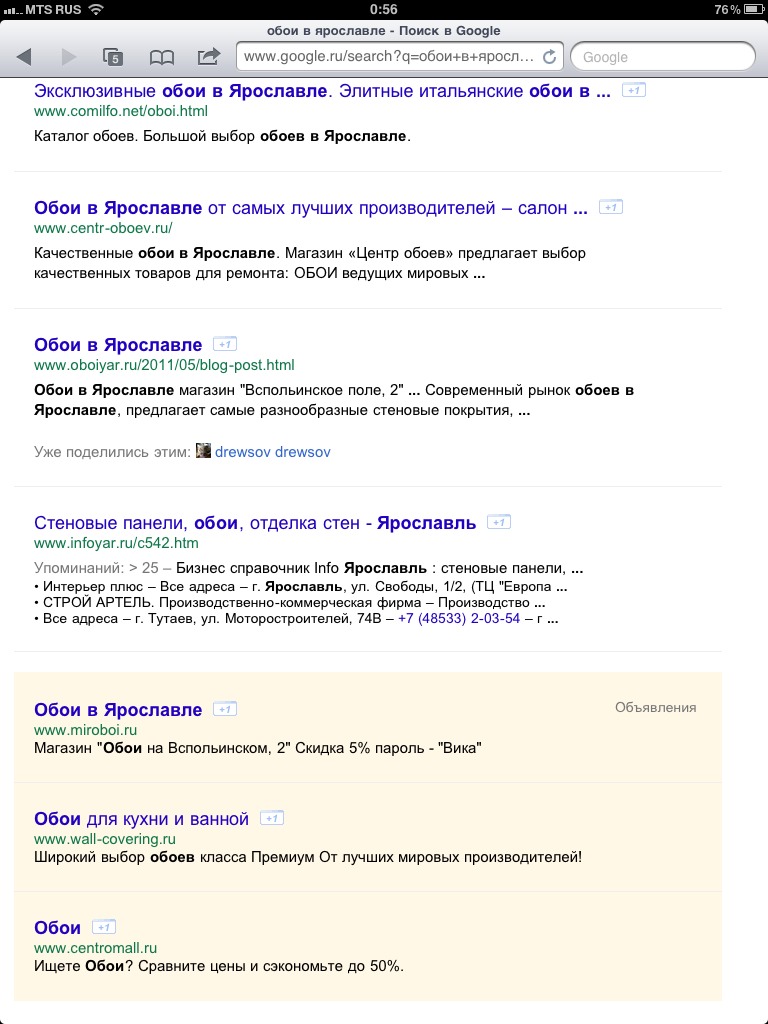 MTS RUS
0:56
76 %
обои в ярославле - Поиск в Google
5
www.google.ru/search?q=обои+в+яросл...
Google
Эксклюзивные обои в Ярославле. Элитные итальянские обои в ... +1
www.comilfo.net/oboi.html
Каталог обоев. Большой выбор обоев в Ярославле.
Обои в Ярославле от самых лучших производителей – салон ... +1
www.centr-oboev.ru/
Качественные обои в Ярославле. Магазин «Центр обоев» предлагает выбор
качественных товаров для ремонта: ОБОИ ведущих мировых ...
Обои в Ярославле +1
www.oboiyar.ru/2011/05/blog-post.html
Обои в Ярославле магазин "Вспольинское поле, 2" ... Современный рынок обоев в
Ярославле, предлагает самые разнообразные стеновые покрытия, ...
Уже поделились этим: drewsov drewsov
Стеновые панели, обои, отделка стен - Ярославль +1
www.infoyar.ru/c542.htm
Упоминаний: > 25 – Бизнес справочник Info Ярославль : стеновые панели, ...
• Интерьер плюс – Все адреса – г. Ярославль, ул. Свободы, 1/2, (ТЦ "Европа ...
• СТРОЙ АРТЕЛЬ. Производственно-коммерческая фирма – Производство ...
• Все адреса – г. Тутаев, ул. Моторостроителей, 74В – +7 (48533) 2-03-54 – г ...
Обои в Ярославле +1
Объявления
www.miroboi.ru
Магазин "Обои на Вспольинском, 2" Скидка 5% пароль - "Вика"
Обои для кухни и ванной +1
www.wall-covering.ru
Широкий выбор обоев класса Премиум От лучших мировых производителей!
Обои +1
www.centromall.ru
Ищете Обои? Сравните цены и сэкономьте до 50%.